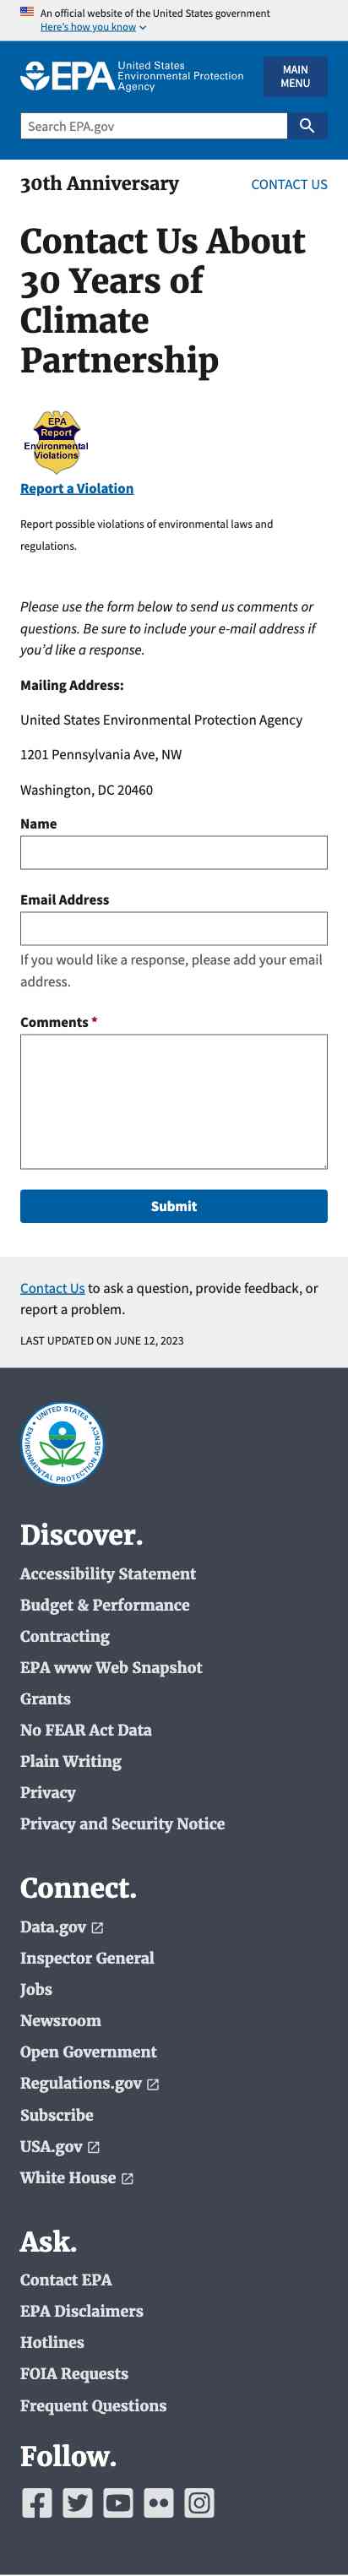 An official website of the United States government
Here's how you know
EPA United States
Environmental Protection
Agency
MAIN
MENU
Search EPA.gov
30th Anniversary
CONTACT US
Contact Us About
30 Years of
Climate
Partnership
EPA
Report
Environmental
Violations
Report a Violation
Report possible violations of environmental laws and
regulations.
Please use the form below to send us comments or
questions. Be sure to include your e-mail address if
you'd like a response.
Mailing Address:
United States Environmental Protection Agency
1201 Pennsylvania Ave, NW
Washington, DC 20460
Name
Email Address
If you would like a response, please add your email
address.
Comments *
Submit
Contact Us to ask a question, provide feedback, or
report a problem.
LAST UPDATED ON JUNE 12, 2023
UNITED STATES
ENVIRONMENTAL PROTECTION AGENCY
Discover.
Accessibility Statement
Budget & Performance
Contracting
EPA www Web Snapshot
Grants
No FEAR Act Data
Plain Writing
Privacy
Privacy and Security Notice
Connect.
Data.gov
Inspector General
Jobs
Newsroom
Open Government
Regulations.gov
Subscribe
USA.gov
White House
Ask.
Contact EPA
EPA Disclaimers
Hotlines
FOIA Requests
Frequent Questions
Follow.